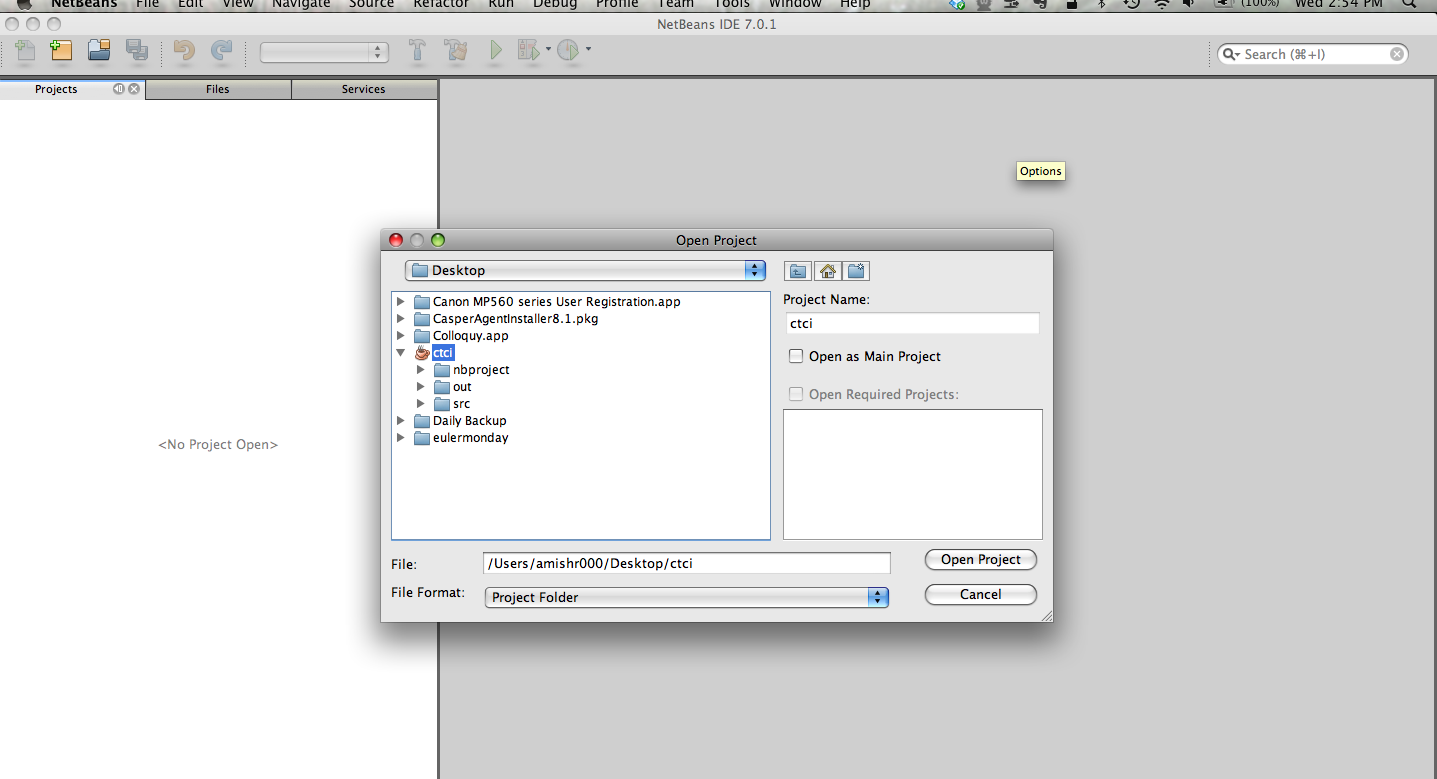 NetBeans File Edit View Navigate Source Refactor Run Debug Profile Team Tools Window Help (100%) Wed 2:54 PM
NetBeans IDE 7.0.1
Search (⌘+I)
Projects Files Services
Options
<No Project Open>
Open Project
Desktop
Canon MP560 series User Registration.app
CasperAgentInstaller8.1.pkg
Colloquy.app
ctci
nbproject
out
src
Daily Backup
eulermonday
Project Name:
ctci
Open as Main Project
Open Required Projects:
File: /Users/amishr000/Desktop/ctci
Open Project
File Format: Project Folder
Cancel